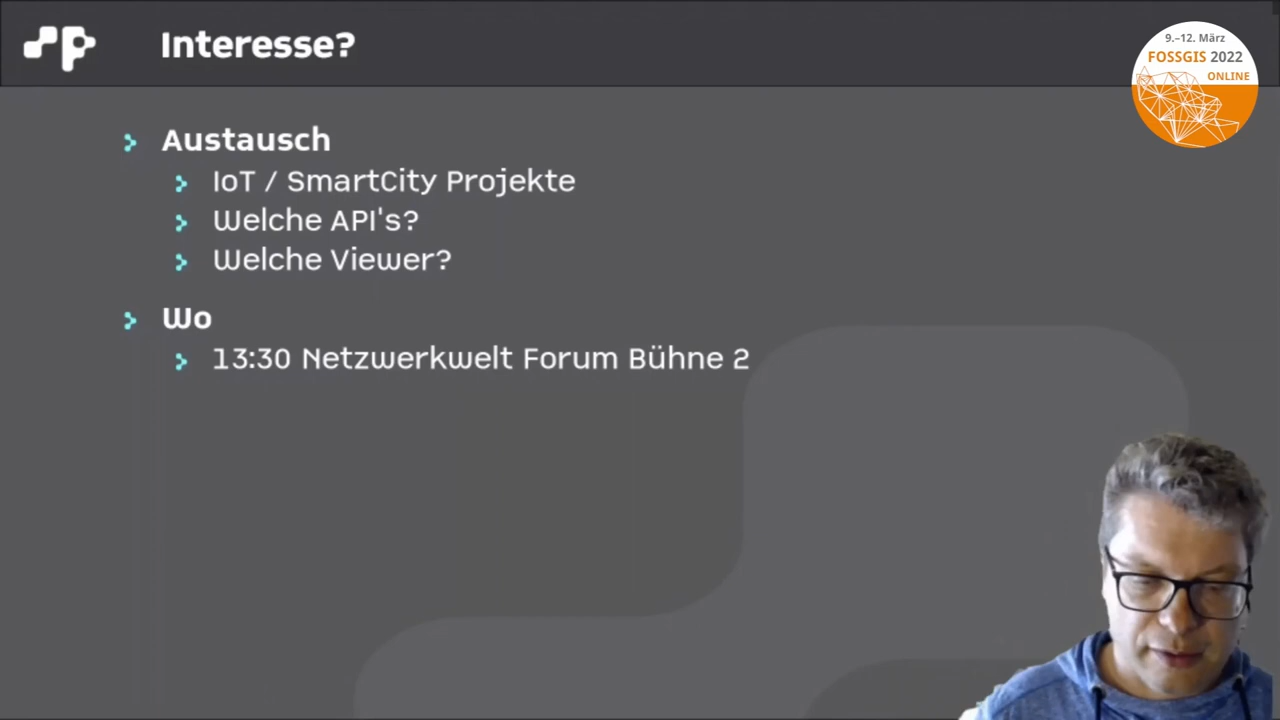 Interesse?
9.–12. März
FOSSGIS 2022
ONLINE
Austausch
IoT / SmartCity Projekte
Welche API's?
Welche Viewer?
Wo
13:30 Netzwerkwelt Forum Bühne 2